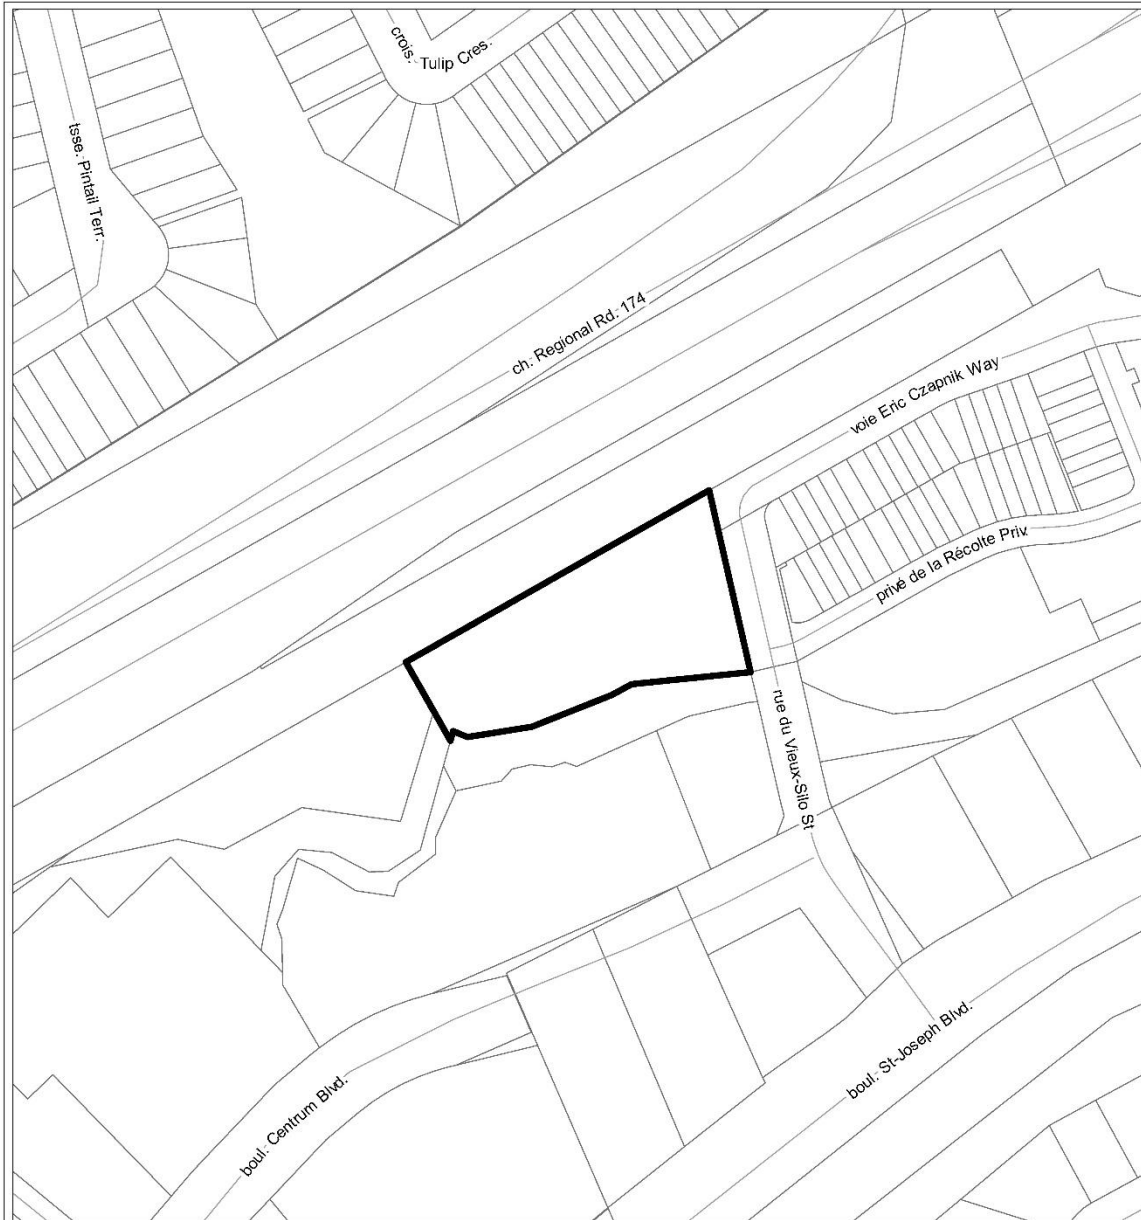 crois. Tulip Cres.
tsse. Pintail Terr.
ch. Regional Rd. 174
voie Eric Czapnik Way
privé de la Récolte Priv.
rue du Vieux-Silo St
boul. St-Joseph Blvd.
boul. Centrum Blvd.